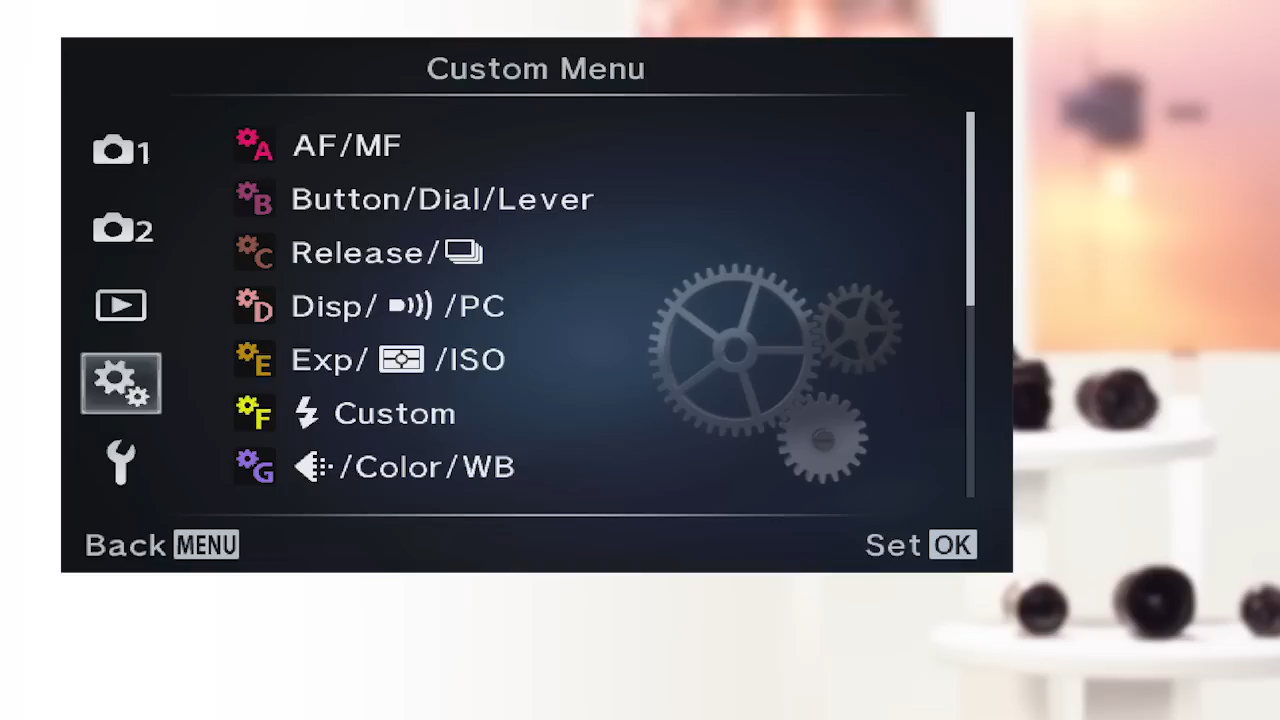 Custom Menu
1
2
A AF/MF
B Button/Dial/Lever
C Release/
D Disp/ /PC
E Exp/ /ISO
F Custom
G /Color/WB
Back MENU
Set OK